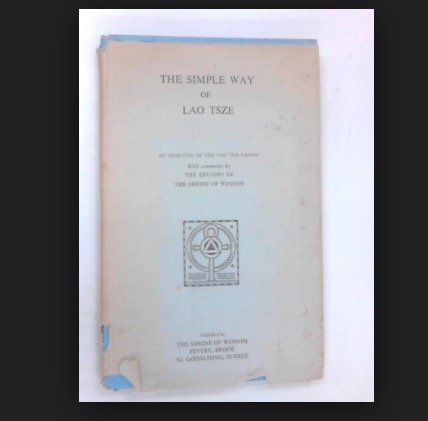 THE SIMPLE WAY
OF
LAO TSZE
AN ANALYSIS OF THE TAO TEH CANON
With comments by
THE EDITORS OF
THE SHRINE OF WISDOM
Published by
THE SHRINE OF WISDOM
FINTRY, BROOK
Nr GODALMING, SURREY